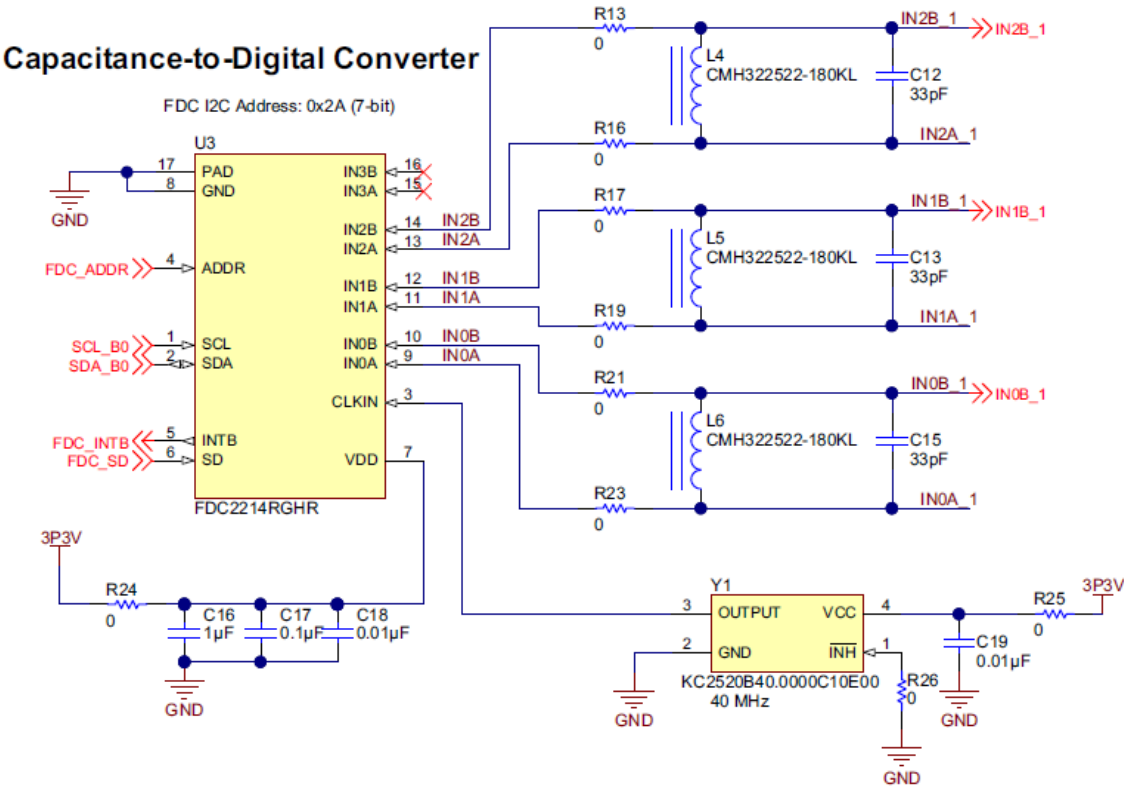 Capacitance-to-Digital Converter
FDC I2C Address: 0x2A (7-bit)
U3
17 PAD
8 GND
GND
FDC_ADDR 4 ADDR
SCL_B0 1 SCL
SDA_B0 2 SDA
FDC_INTB 5 INTB
FDC_SD 6 SD
IN3B 16
IN3A 15
IN2B 14 IN2B
IN2A 13 IN2A
IN1B 12 IN1B
IN1A 11 IN1A
IN0B 10 IN0B
IN0A 9 IN0A
CLKIN 3
VDD 7
FDC2214RGHR
R13
0
IN2B_1 IN2B_1
L4
CMH322522-180KL
C12
33pF
R16
0
IN2A_1
R17
0
IN1B_1 IN1B_1
L5
CMH322522-180KL
C13
33pF
R19
0
IN1A_1
R21
0
IN0B_1 IN0B_1
L6
CMH322522-180KL
C15
33pF
R23
0
IN0A_1
3P3V
R24
0
C16
1µF
C17
0.1µF
C18
0.01µF
GND
Y1
3 OUTPUT VCC 4
2 GND INH 1
KC2520B40.0000C10E00
40 MHz
GND
R25
0
3P3V
C19
0.01µF
GND
R26
0
GND